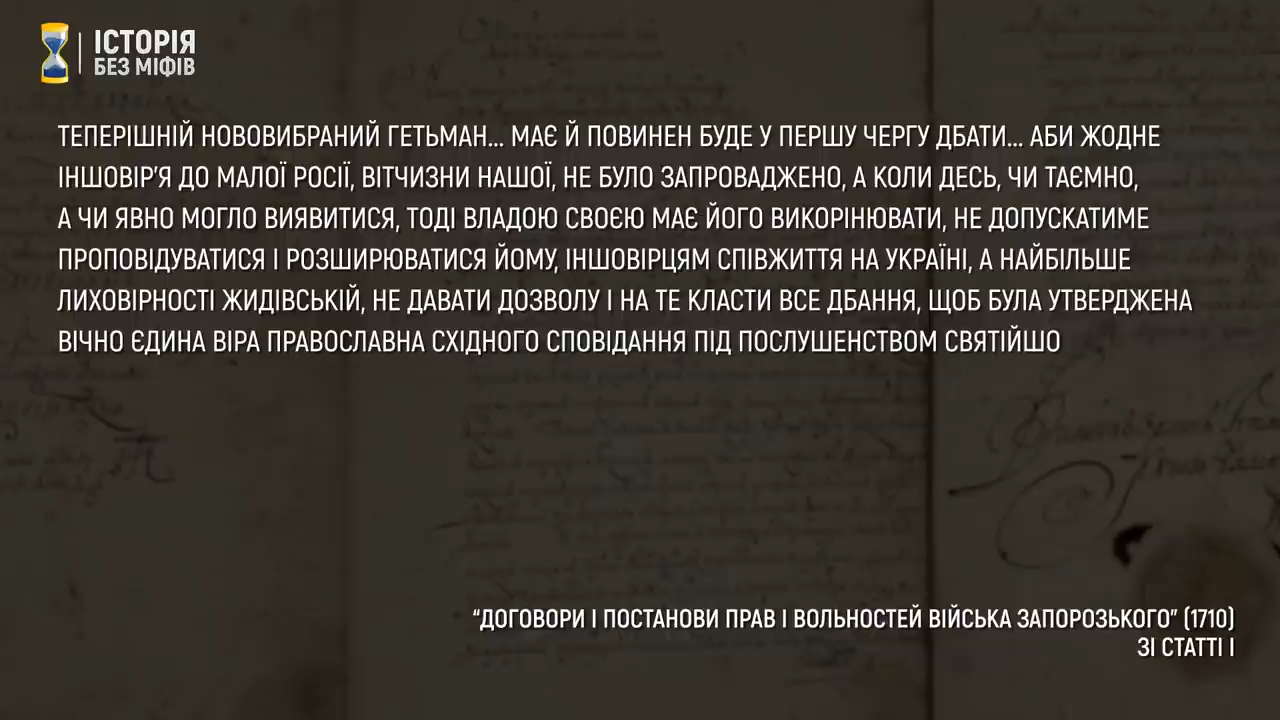 ІСТОРІЯ
БЕЗ МІФІВ
ТЕПЕРІШНІЙ НОВОВИБРАНИЙ ГЕТЬМАН... МАЄ Й ПОВИНЕН БУДЕ У ПЕРШУ ЧЕРГУ ДБАТИ... АБИ ЖОДНЕ
ІНШОВІР'Я ДО МАЛОЇ РОСІЇ, ВІТЧИЗНИ НАШОЇ, НЕ БУЛО ЗАПРОВАДЖЕНО, А КОЛИ ДЕСЬ, ЧИ ТАЄМНО,
А ЧИ ЯВНО МОГЛО ВИЯВИТИСЯ, ТОДІ ВЛАДОЮ СВОЄЮ МАЄ ЙОГО ВИКОРІНЮВАТИ, НЕ ДОПУСКАТИМЕ
ПРОПОВІДУВАТИСЯ І РОЗШИРЮВАТИСЯ ЙОМУ, ІНШОВІРЦЯМ СПІВЖИТТЯ НА УКРАЇНІ, А НАЙБІЛЬШЕ
ЛИХОВІРНОСТІ ЖИДІВСЬКІЙ, НЕ ДАВАТИ ДОЗВОЛУ І НА ТЕ КЛАСТИ ВСЕ ДБАННЯ, ЩОБ БУЛА УТВЕРДЖЕНА
ВІЧНО ЄДИНА ВІРА ПРАВОСЛАВНА СХІДНОГО СПОВІДАННЯ ПІД ПОСЛУШЕНСТВОМ СВЯТІЙШО
“ДОГОВОРИ І ПОСТАНОВИ ПРАВ І ВОЛЬНОСТЕЙ ВІЙСЬКА ЗАПОРОЗЬКОГО” (1710)
ЗІ СТАТТІ І